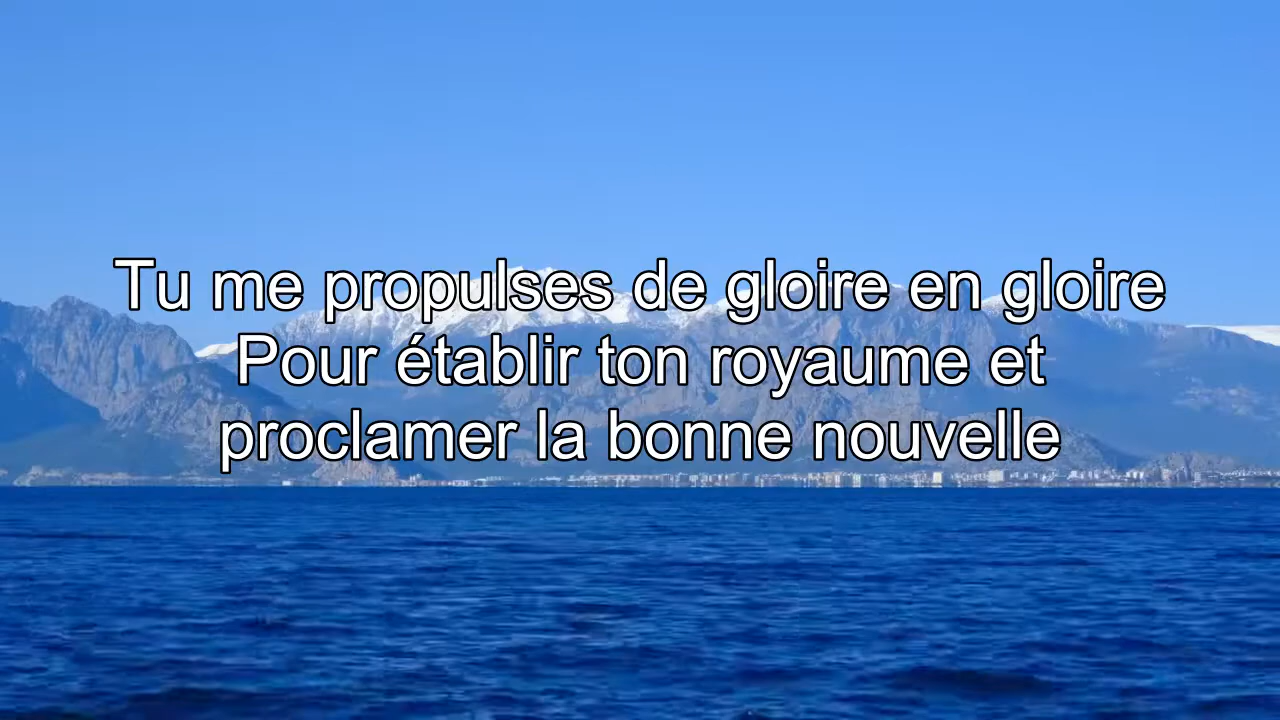 Tu me propulses de gloire en gloire
Pour établir ton royaume et
proclamer la bonne nouvelle